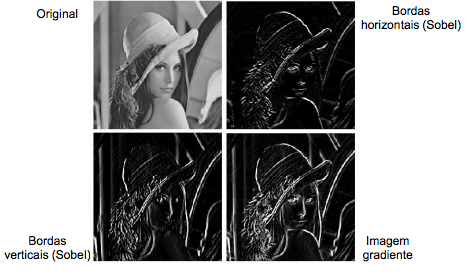 Original
Bordas
horizontais (Sobel)
Bordas
verticais (Sobel)
Imagem
gradiente